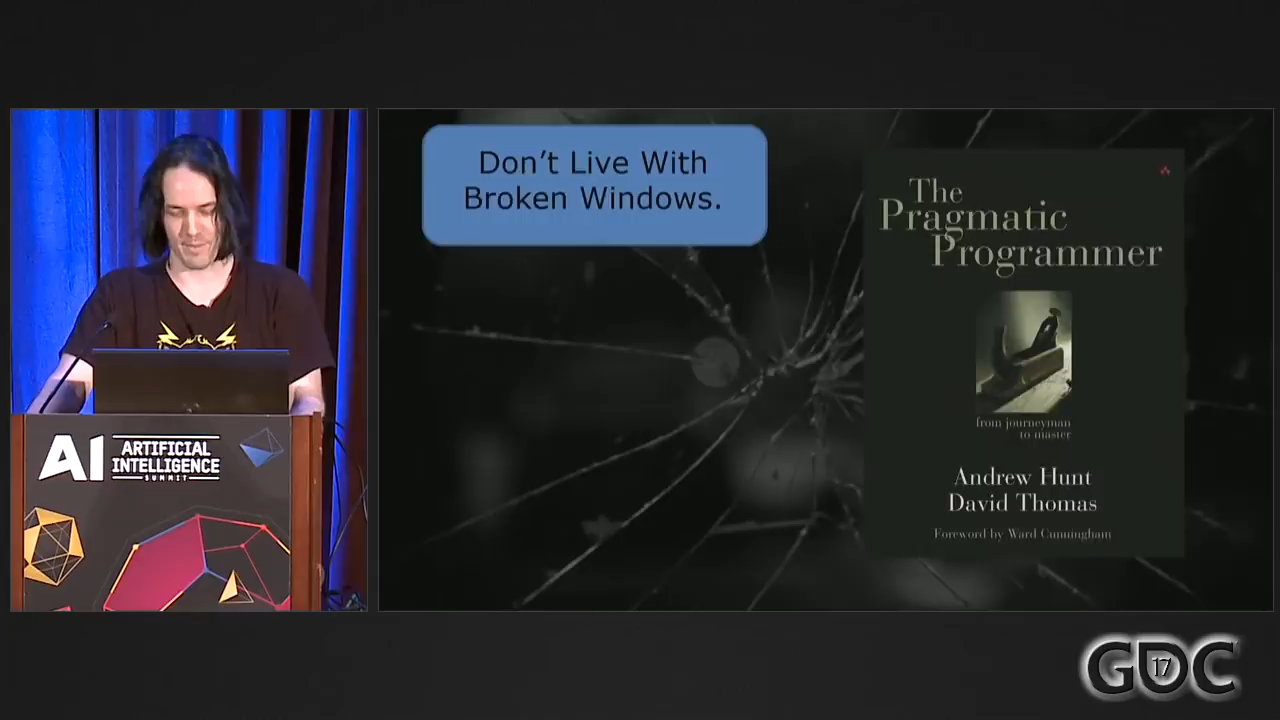 Don't Live With
Broken Windows.
The
Pragmatic
Programmer
from journeyman
to master
Andrew Hunt
David Thomas
Foreword by Ward Cunningham
AI ARTIFICIAL
INTELLIGENCE
SUMMIT
GDC
17